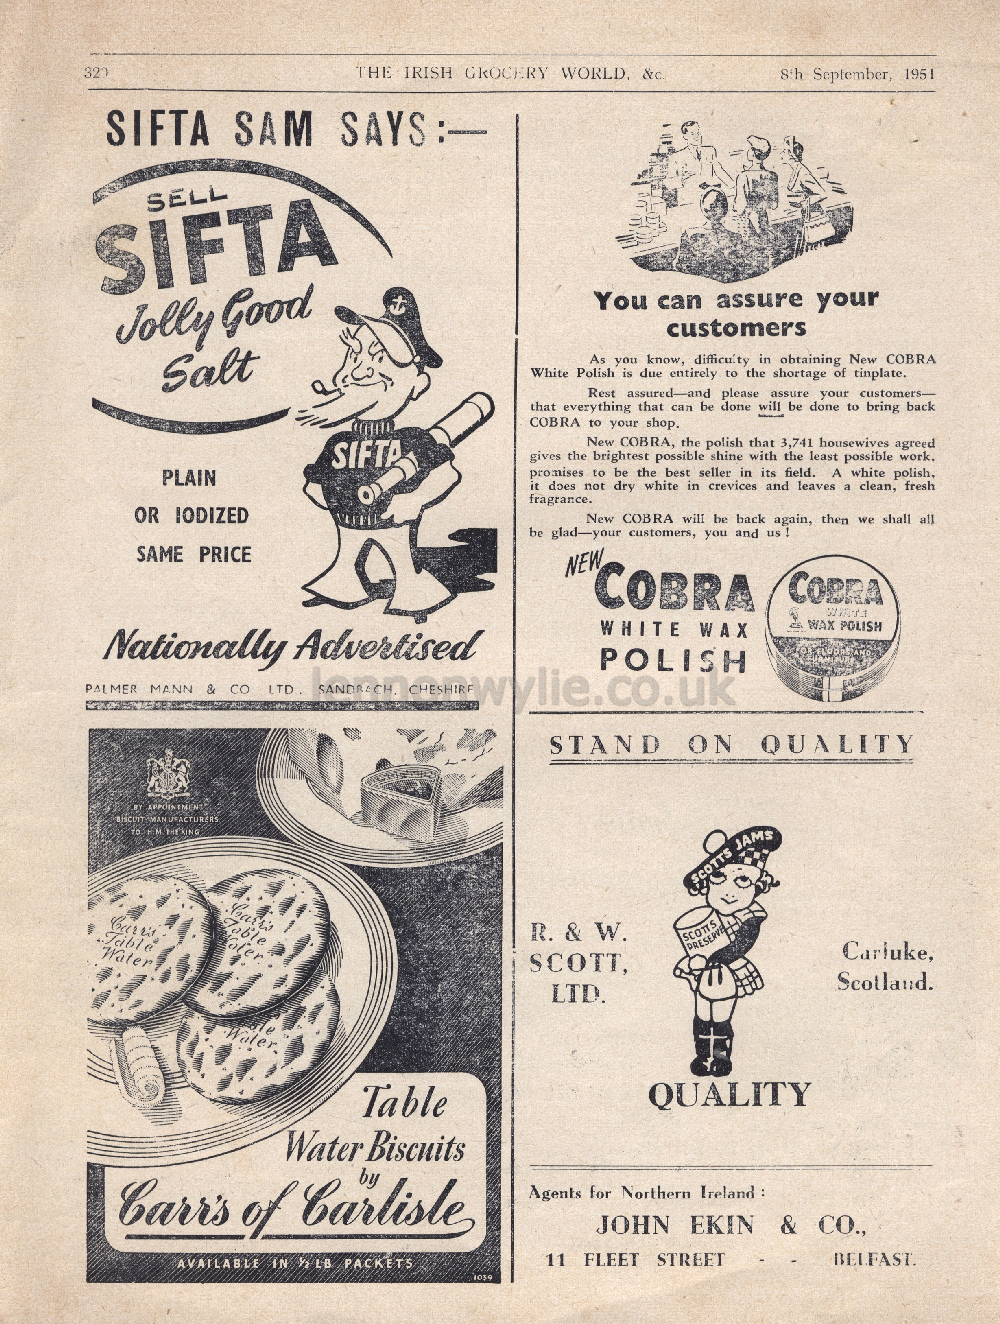 THE IRISH GROCERY WORLD, &c.
8th September, 1951
SIFTA SAM SAYS:—
SELL
SIFTA
Jolly Good
Salt
SIFTA
PLAIN
OR IODIZED
SAME PRICE
Nationally Advertised
PALMER MANN & CO LTD. SANDBACH, CHESHIRE
BY APPOINTMENT
BISCUIT MANUFACTURERS
TO H.M. THE KING
Carr's
Table
Water
Carr's
Table
Water
Table
Water
Table
Water Biscuits
by
Carr's of Carlisle
AVAILABLE IN ½ LB PACKETS
1039
You can assure your
customers
As you know, difficulty in obtaining New COBRA
White Polish is due entirely to the shortage of tinplate.
Rest assured—and please assure your customers—
that everything that can be done will be done to bring back
COBRA to your shop.
New COBRA, the polish that 3,741 housewives agreed
gives the brightest possible shine with the least possible work,
promises to be the best seller in its field. A white polish,
it does not dry white in crevices and leaves a clean, fresh
fragrance.
New COBRA will be back again, then we shall all
be glad—your customers, you and us !
NEW
COBRA
WHITE WAX
POLISH
COBRA
WHITE
WAX POLISH
lennonwylie.co.uk
STAND ON QUALITY
SCOTT'S JAMS
SCOTTS
PRESERVE
R. & W.
SCOTT,
LTD.
Carluke,
Scotland.
QUALITY
Agents for Northern Ireland :
JOHN EKIN & CO.,
11 FLEET STREET - - BELFAST.